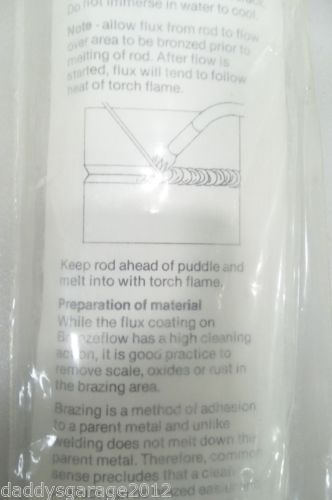 Do not immerse in water to cool.
Note - allow flux from rod to flow
over area to be bronzed prior to
melting of rod. After flow is
started, flux will tend to follow
heat of torch flame.
Keep rod ahead of puddle and
melt into with torch flame.
Preparation of material
While the flux coating on
Bronzeflow has a high cleaning
action, it is good practice to
remove scale, oxides or rust in
the brazing area.
Brazing is a method of adhesion
to a parent metal and unlike
welding does not melt down the
parent metal. Therefore, common
sense precludes that a clean
daddysgarage2012